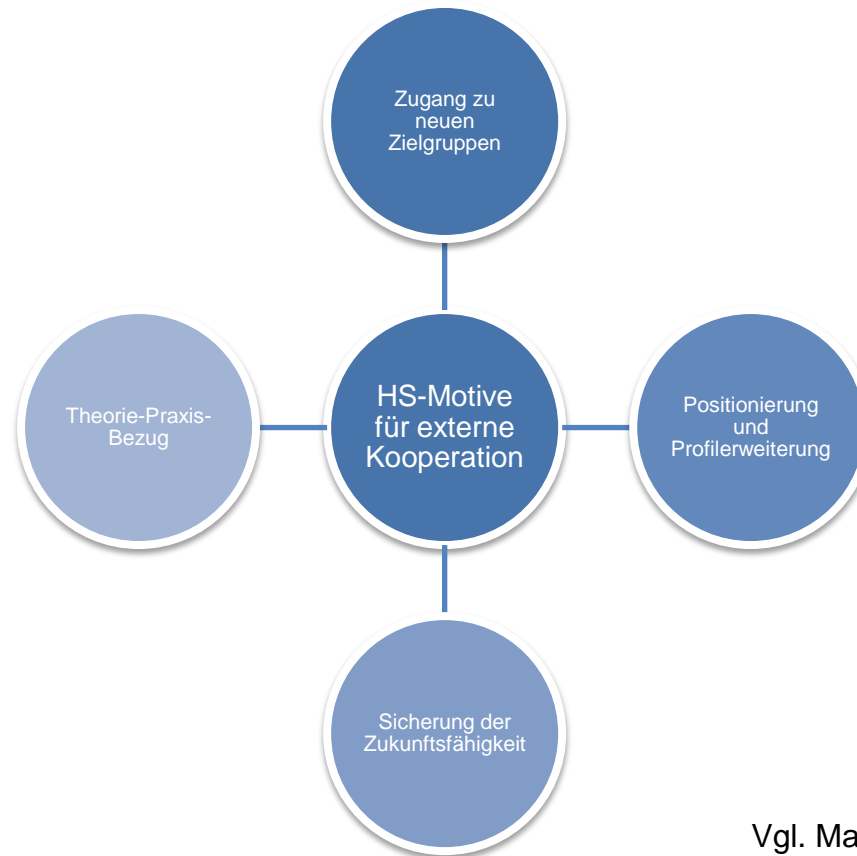 Zugang zu
neuen
Zielgruppen
Theorie-Praxis-
Bezug
HS-Motive
für externe
Kooperation
Positionierung
und
Profilerweiterung
Sicherung der
Zukunftsfähigkeit
Vgl. Ma